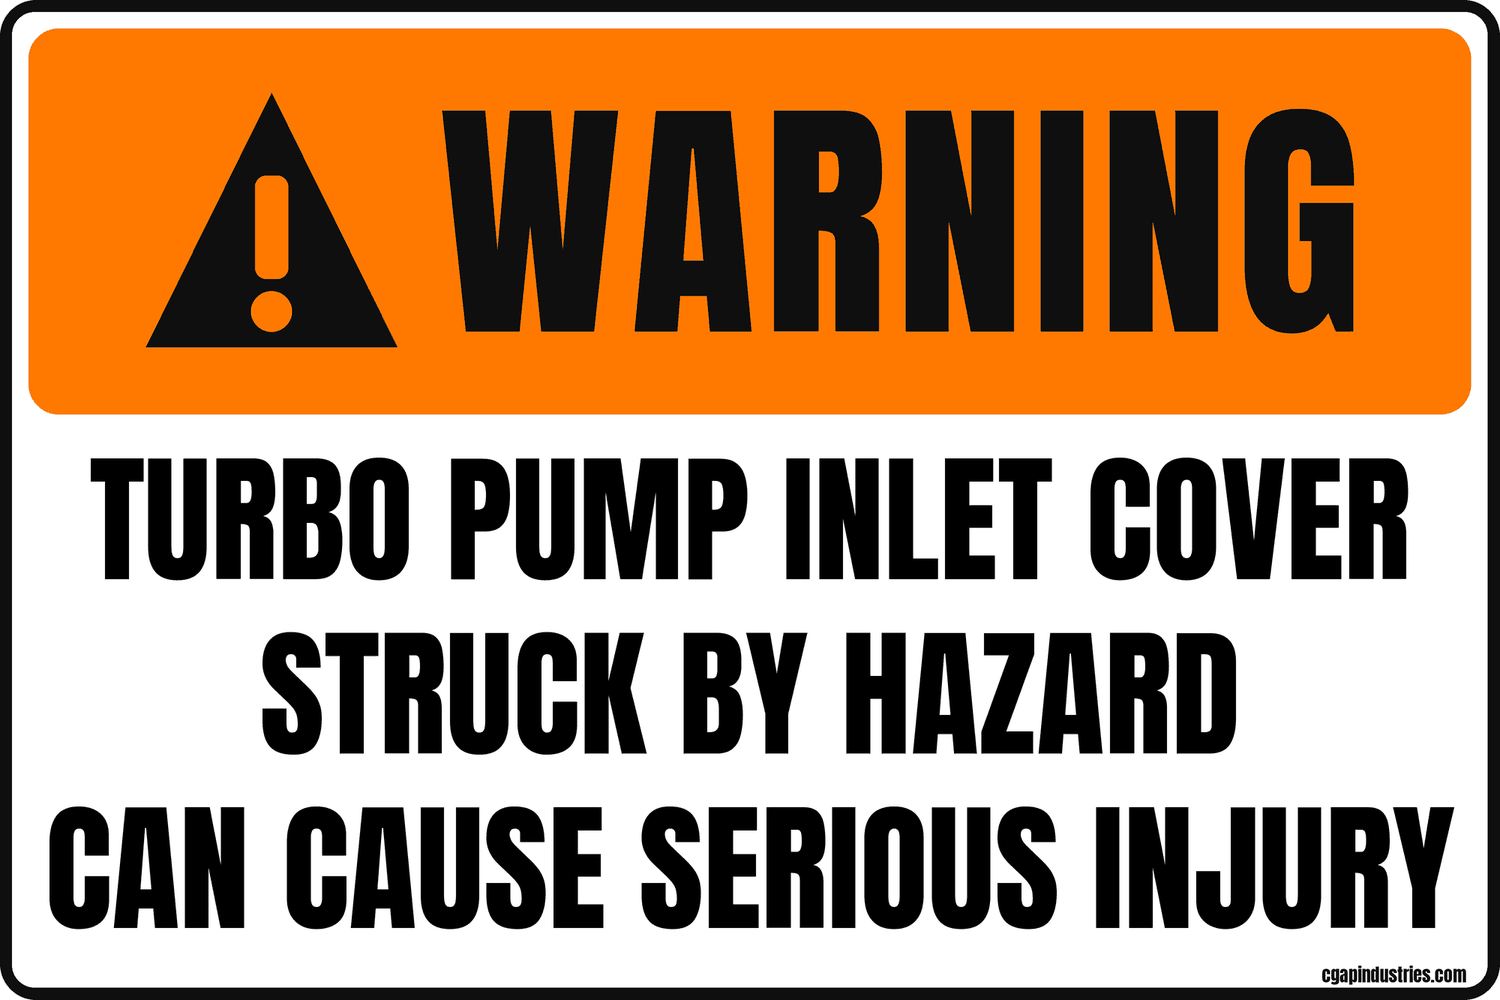 WARNING
TURBO PUMP INLET COVER
STRUCK BY HAZARD
CAN CAUSE SERIOUS INJURY
cgapindustries.com